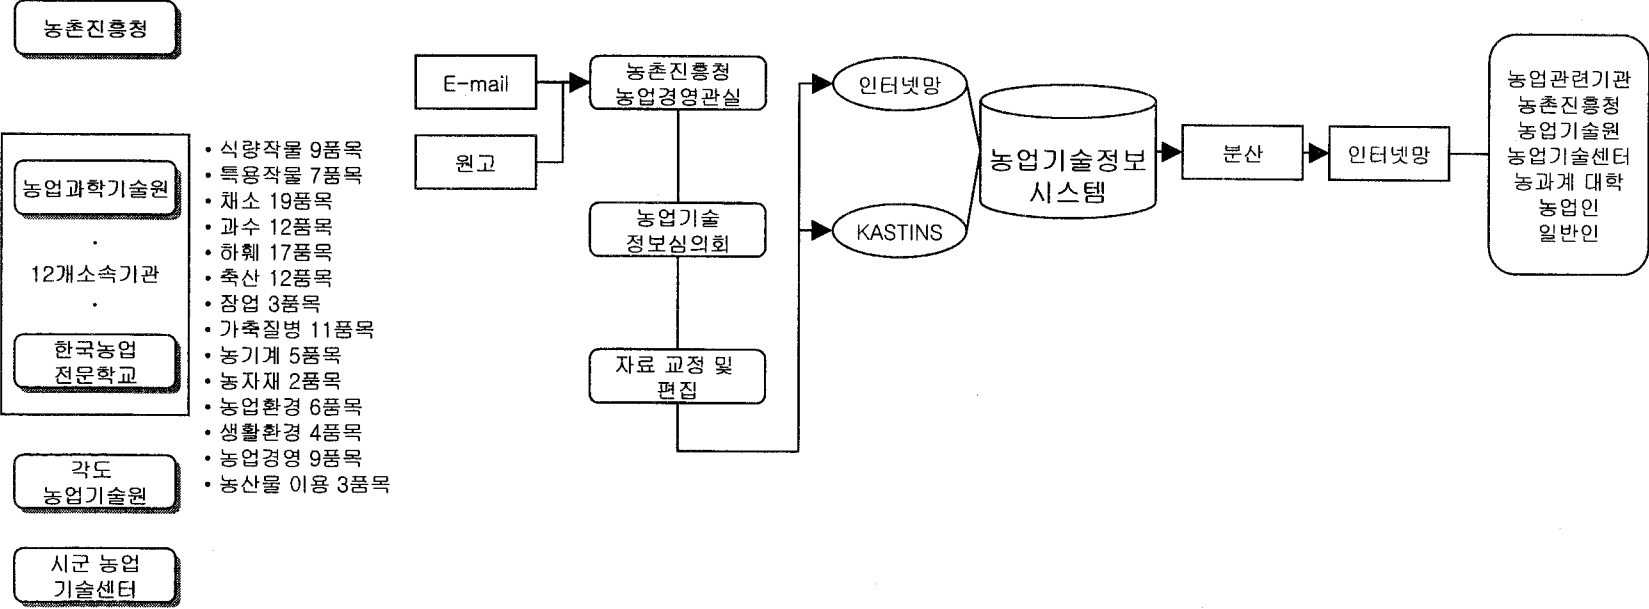 농촌진흥청
농업과학기술원
·
12개소속기관
·
한국농업
전문학교
각도
농업기술원
시군 농업
기술센터
• 식량작물 9품목
• 특용작물 7품목
• 채소 19품목
• 과수 12품목
• 하훼 17품목
• 축산 12품목
• 잠업 3품목
• 가축질병 11품목
• 농기계 5품목
• 농자재 2품목
• 농업환경 6품목
• 생활환경 4품목
• 농업경영 9품목
• 농산물 이용 3품목
E-mail
원고
농촌진흥청
농업경영관실
농업기술
정보심의회
자료 교정 및
편집
인터넷망
KASTINS
농업기술정보
시스템
분산
인터넷망
농업관련기관
농촌진흥청
농업기술원
농업기술센터
농과계 대학
농업인
일반인